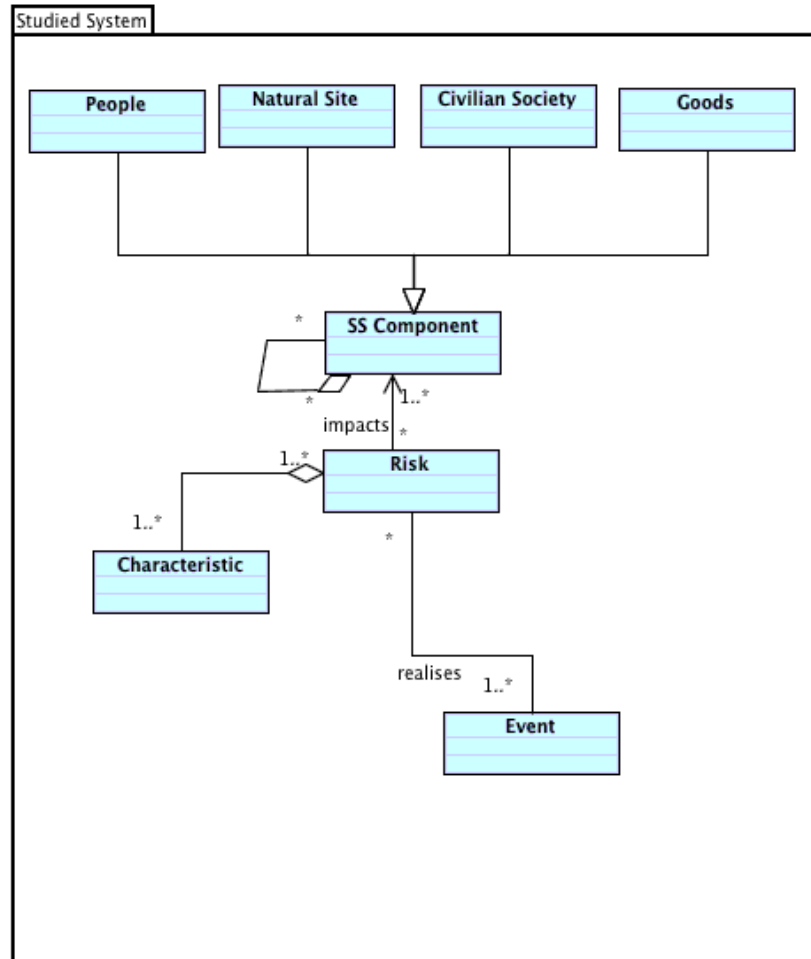 Studied System
People
Natural Site
Civilian Society
Goods
*
SS Component
*
1..*
impacts
*
1..*
Risk
1..*
*
Characteristic
realises
1..*
Event